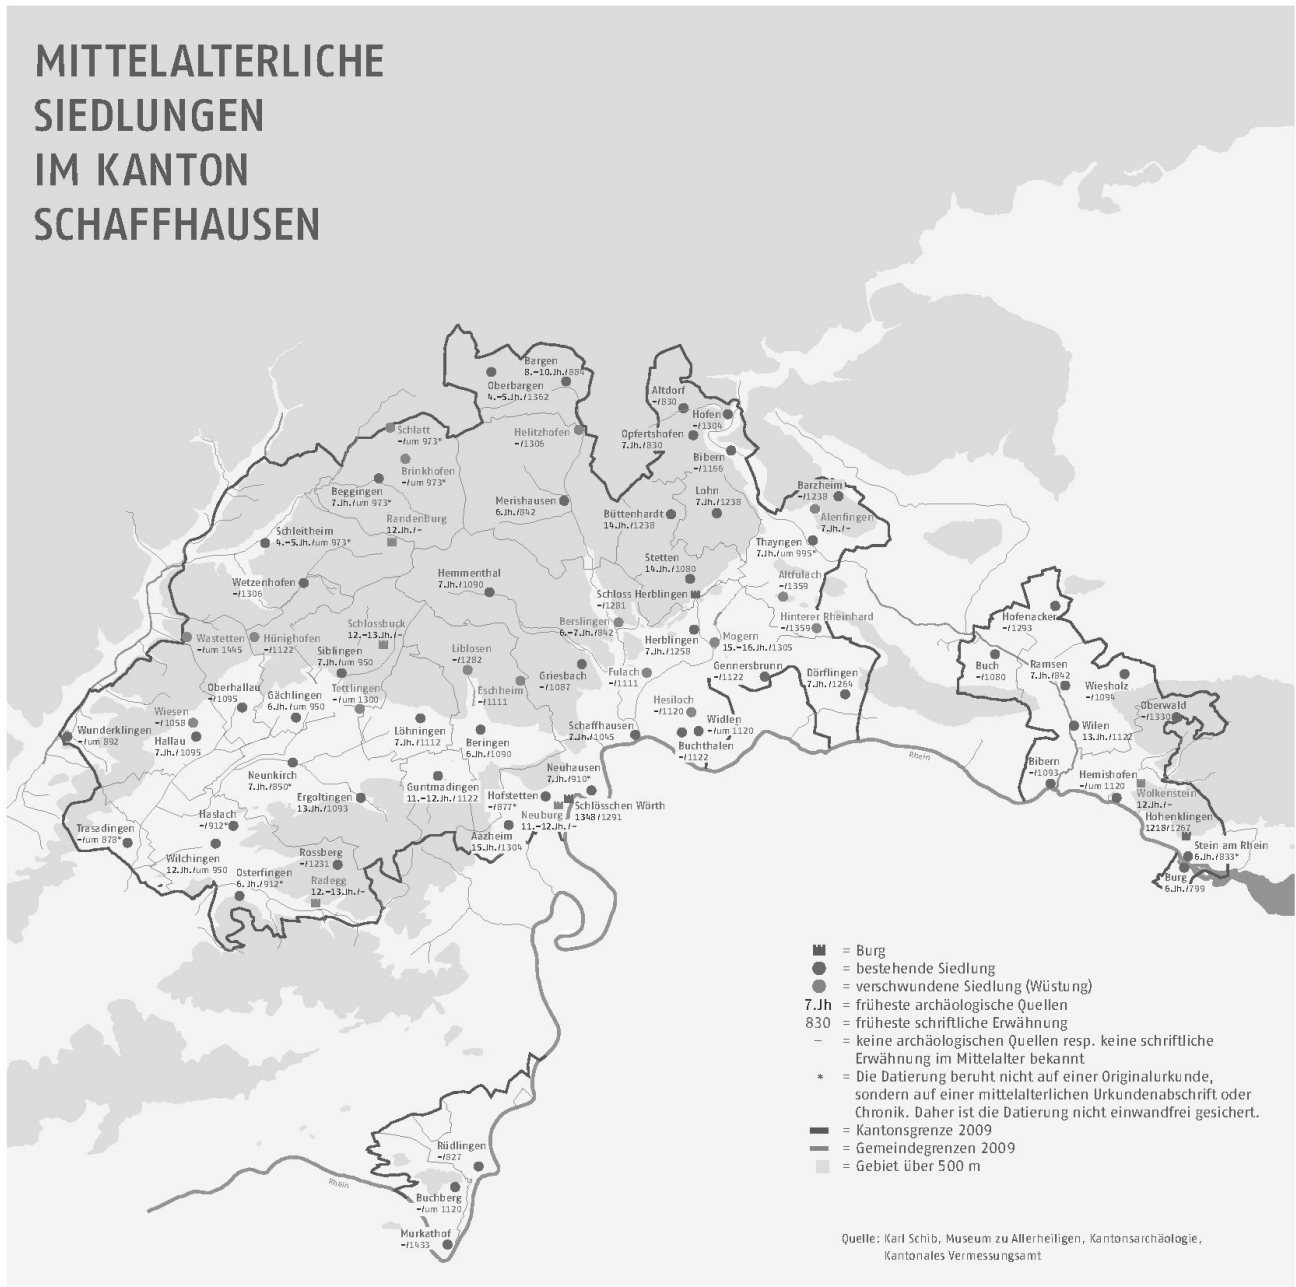 MITTELALTERLICHE
SIEDLUNGEN
IM KANTON
SCHAFFHAUSEN
Bargen
8.–10.Jh./884
Oberbargen
4.–5.Jh./1362
Altdorf
–/830
Hofen
–/1304
Schlatt
–/um 973*
Helitzhofen
–/1306
Opfertshofen
7.Jh./830
Bibern
–/1166
Brinkhofen
–/um 973*
Beggingen
7.Jh./um 973*
Merishausen
6.Jh./842
Lohn
7.Jh./1238
Barzheim
–/1238
Büttenhardt
14.Jh./1238
Alenfingen
7.Jh./–
Randenburg
12.Jh./–
Schleitheim
4.–5.Jh./um 973*
Thayngen
7.Jh./um 995*
Stetten
14.Jh./1080
Wetzenhofen
–/1306
Hemmenthal
7.Jh./1090
Altfulach
–/1359
Schloss Herblingen
–/1281
Hofenacker
–/1293
Berslingen
6.–7.Jh./842
Hinterer Rheinhard
–/1359
Schlossbuck
12.–13.Jh./–
Wastetten
–/um 1445
Hünighofen
–/1122
Herblingen
7.Jh./1258
Mogern
15.–16.Jh./1305
Siblingen
7.Jh./um 950
Liblosen
–/1282
Griesbach
–/1087
Fulach
–/1111
Gennersbrunn
–/1122
Dörflingen
7.Jh./1264
Buch
–/1080
Ramsen
7.Jh./842
Wiesholz
–/1094
Oberhallau
–/1095
Gächlingen
6.Jh./um 950
Tettlingen
–/um 1300
Eschheim
–/1111
Hesiloch
–/1120
Oberwald
–/1330
Wiesen
–/1058
Wunderklingen
–/um 892
Hallau
7.Jh./1095
Löhningen
7.Jh./1112
Beringen
6.Jh./1090
Schaffhausen
7.Jh./1045
Widlen
–/um 1120
Buchthalen
–/1122
Wilen
13.Jh./1122
Rhein
Bibern
–/1093
Neunkirch
7.Jh./850*
Ergoltingen
13.Jh./1093
Guntmadingen
11.–12.Jh./1122
Neuhausen
7.Jh./910*
Hofstetten
–/877*
Schlösschen Wörth
1348/1291
Neuburg
11.–12.Jh./–
Hemishofen
–/um 1120
Wolkenstein
12.Jh./–
Hohenklingen
1218/1267
Haslach
–/912*
Trasadingen
–/um 878*
Aazheim
15.Jh./1304
Stein am Rhein
6.Jh./833*
Wilchingen
12.Jh./um 950
Rossberg
–/1231
Osterfingen
6.Jh./912*
Radegg
12.–13.Jh./–
Burg
6.Jh./799
= Burg
= bestehende Siedlung
= verschwundene Siedlung (Wüstung)
7.Jh = früheste archäologische Quellen
830 = früheste schriftliche Erwähnung
– = keine archäologischen Quellen resp. keine schriftliche
Erwähnung im Mittelalter bekannt
* = Die Datierung beruht nicht auf einer Originalurkunde,
sondern auf einer mittelalterlichen Urkundenabschrift oder
Chronik. Daher ist die Datierung nicht einwandfrei gesichert.
= Kantonsgrenze 2009
= Gemeindegrenzen 2009
= Gebiet über 500 m
Rüdlingen
–/827
Rhein
Buchberg
–/um 1120
Murkathof
–/1433
Quelle: Karl Schib, Museum zu Allerheiligen, Kantonsarchäologie,
Kantonales Vermessungsamt